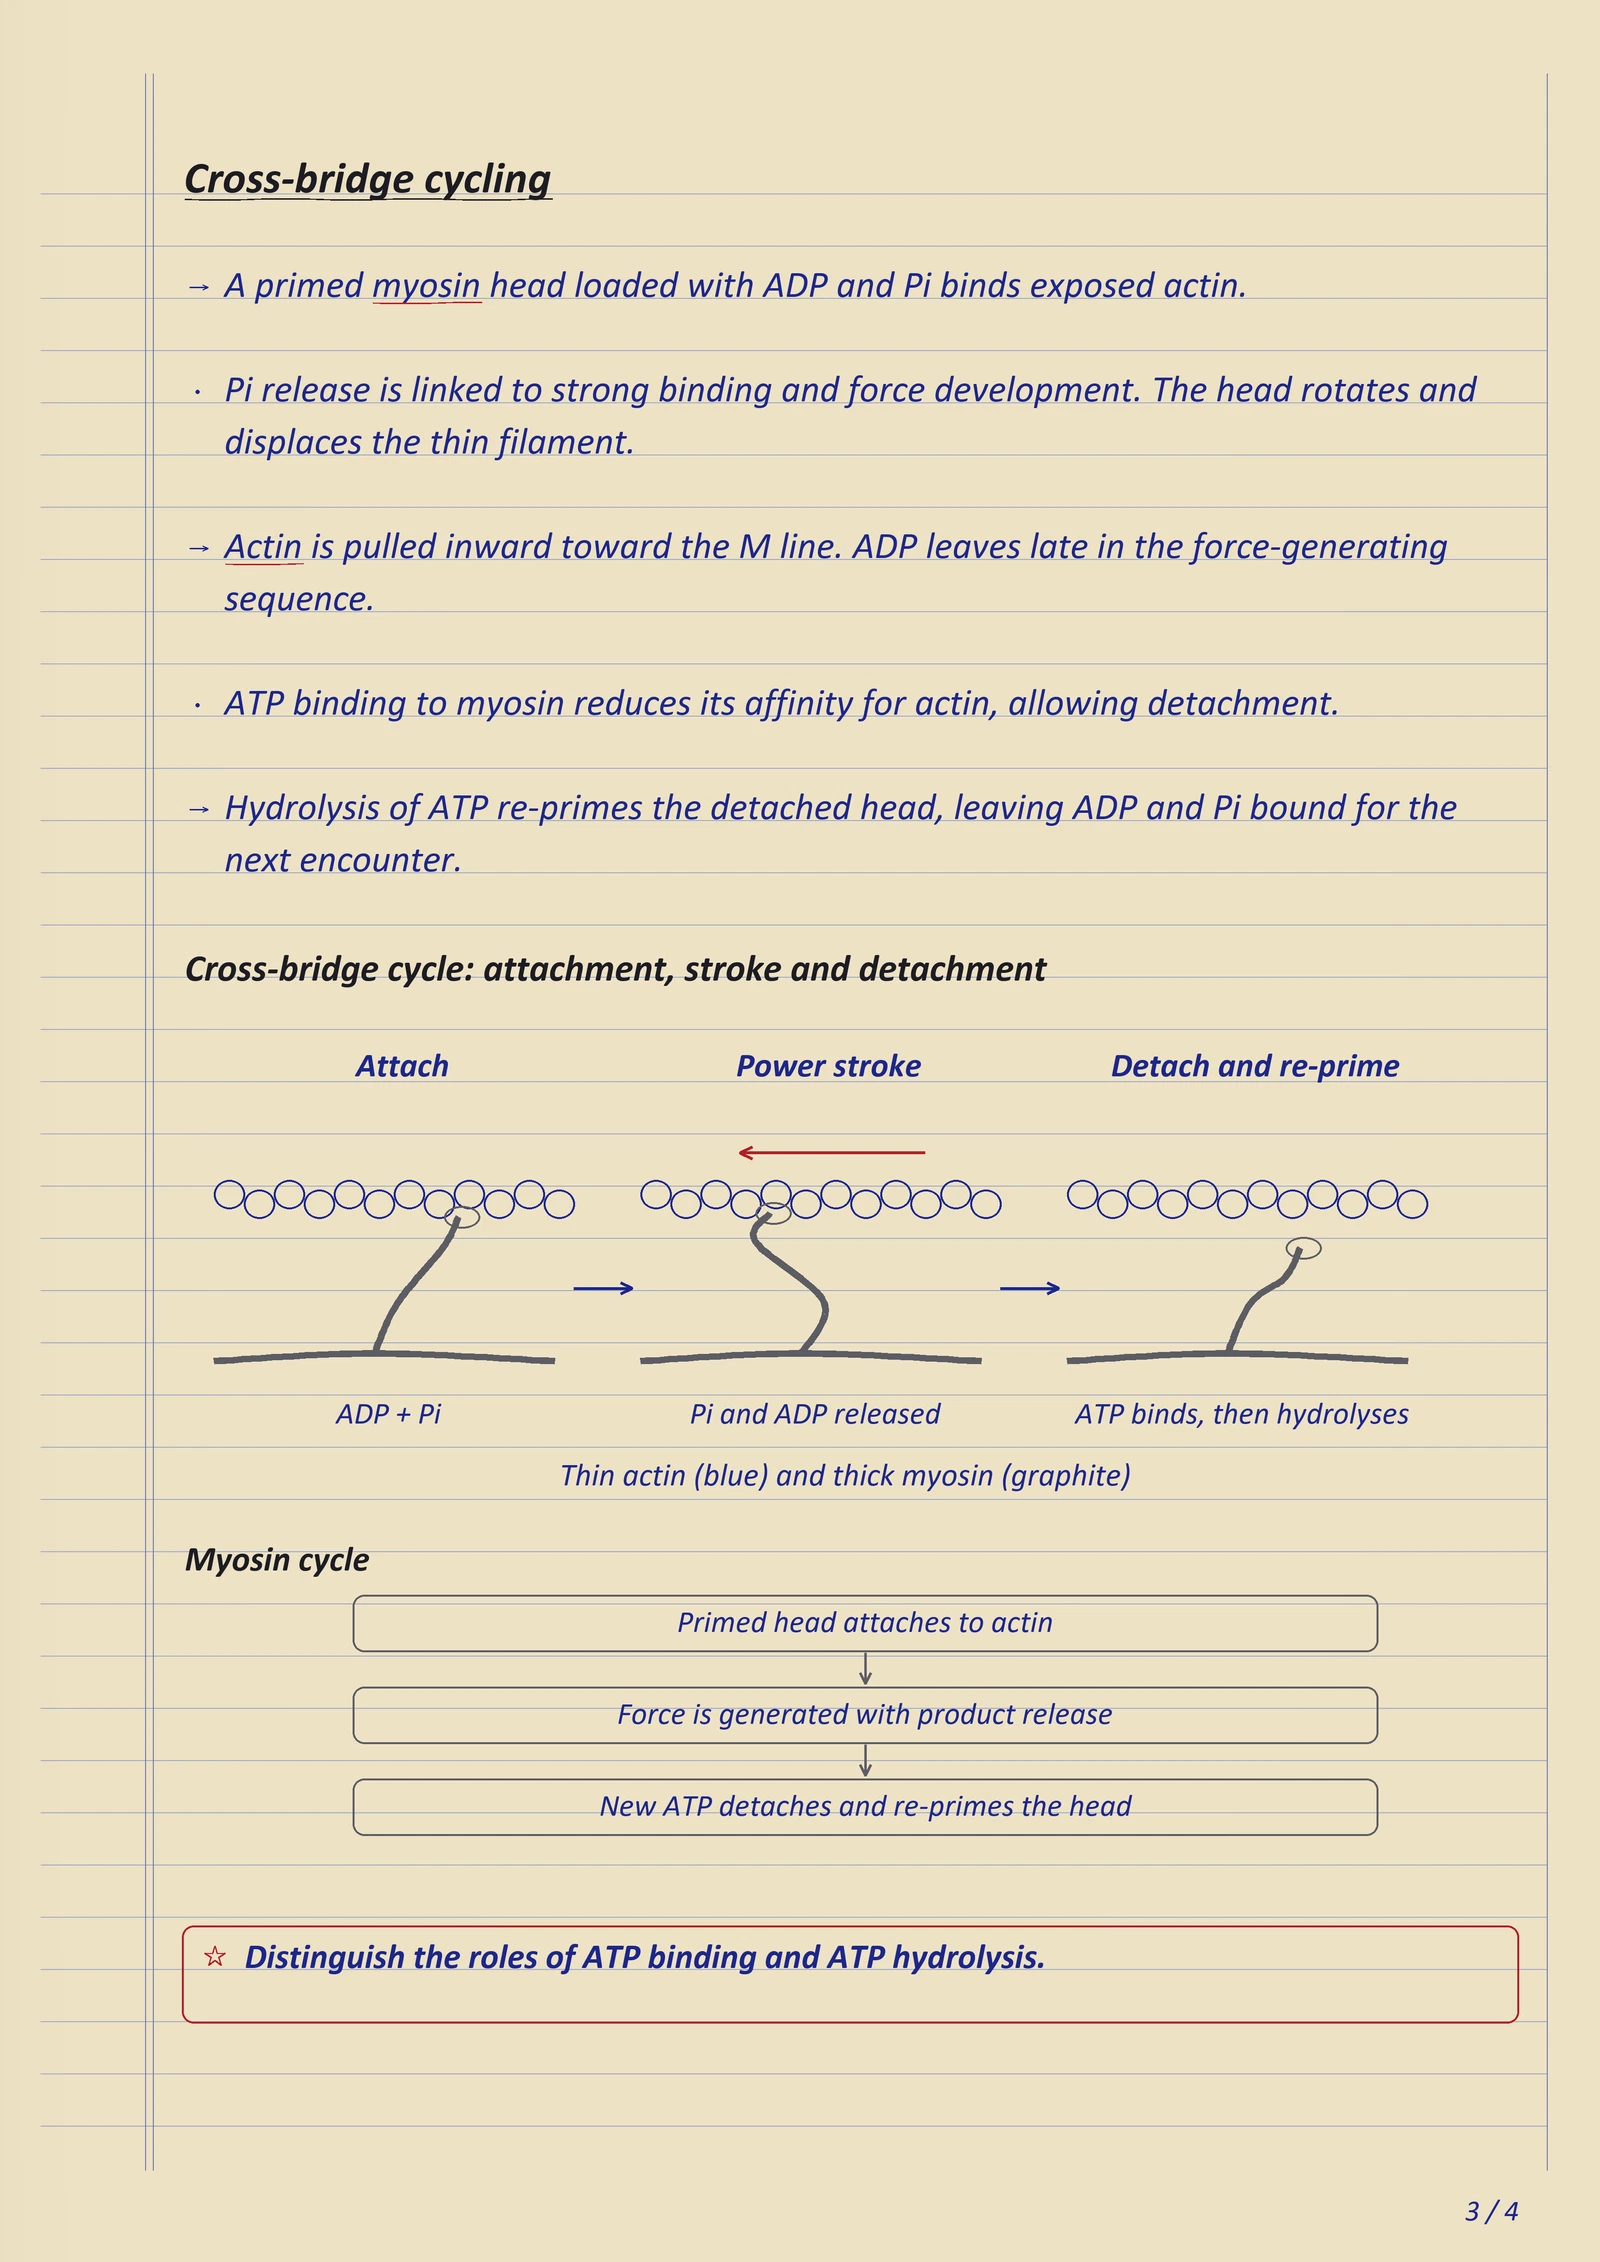 Cross-bridge cycling
→ A primed myosin head loaded with ADP and Pi binds exposed actin.
· Pi release is linked to strong binding and force development. The head rotates and
displaces the thin filament.
→ Actin is pulled inward toward the M line. ADP leaves late in the force-generating
sequence.
· ATP binding to myosin reduces its affinity for actin, allowing detachment.
→ Hydrolysis of ATP re-primes the detached head, leaving ADP and Pi bound for the
next encounter.
Cross-bridge cycle: attachment, stroke and detachment
Attach
Power stroke
Detach and re-prime
ADP + Pi
Pi and ADP released
ATP binds, then hydrolyses
Thin actin (blue) and thick myosin (graphite)
Myosin cycle
Primed head attaches to actin
Force is generated with product release
New ATP detaches and re-primes the head
☆ Distinguish the roles of ATP binding and ATP hydrolysis.
3 / 4